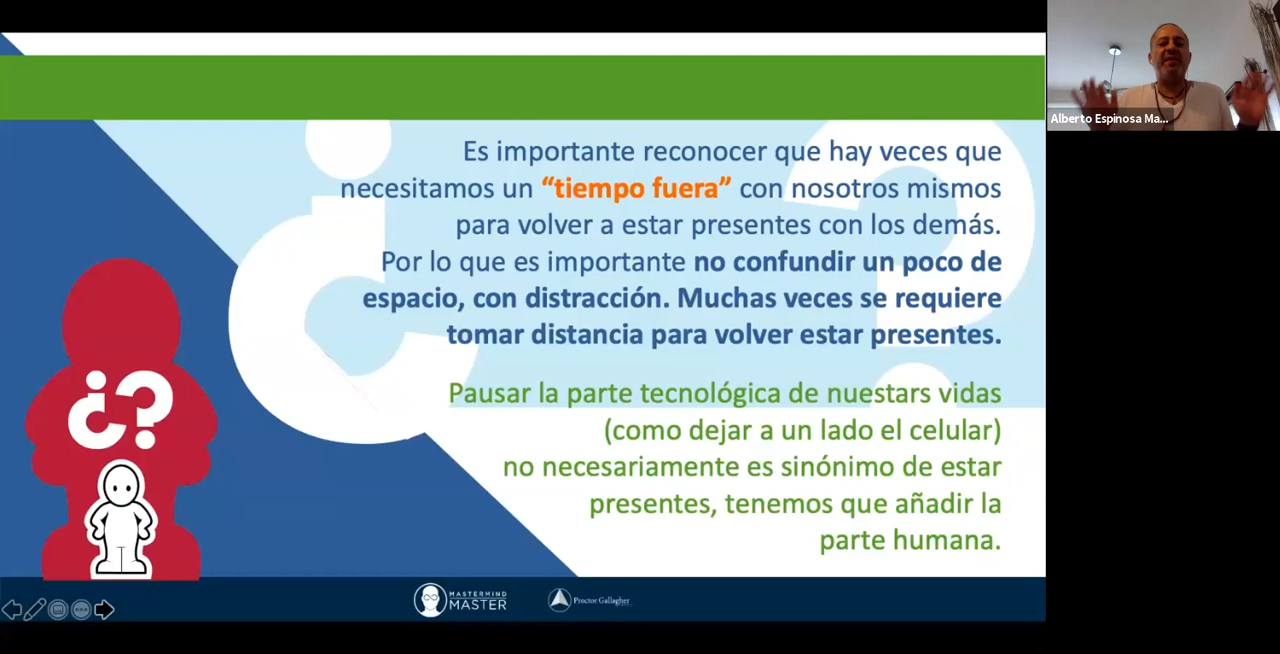 Alberto Espinosa Ma...
Es importante reconocer que hay veces que
necesitamos un “tiempo fuera” con nosotros mismos
para volver a estar presentes con los demás.
Por lo que es importante no confundir un poco de
espacio, con distracción. Muchas veces se requiere
tomar distancia para volver estar presentes.
Pausar la parte tecnológica de nuestars vidas
(como dejar a un lado el celular)
no necesariamente es sinónimo de estar
presentes, tenemos que añadir la
parte humana.
¿?
MASTERMIND
MASTER
Proctor Gallagher